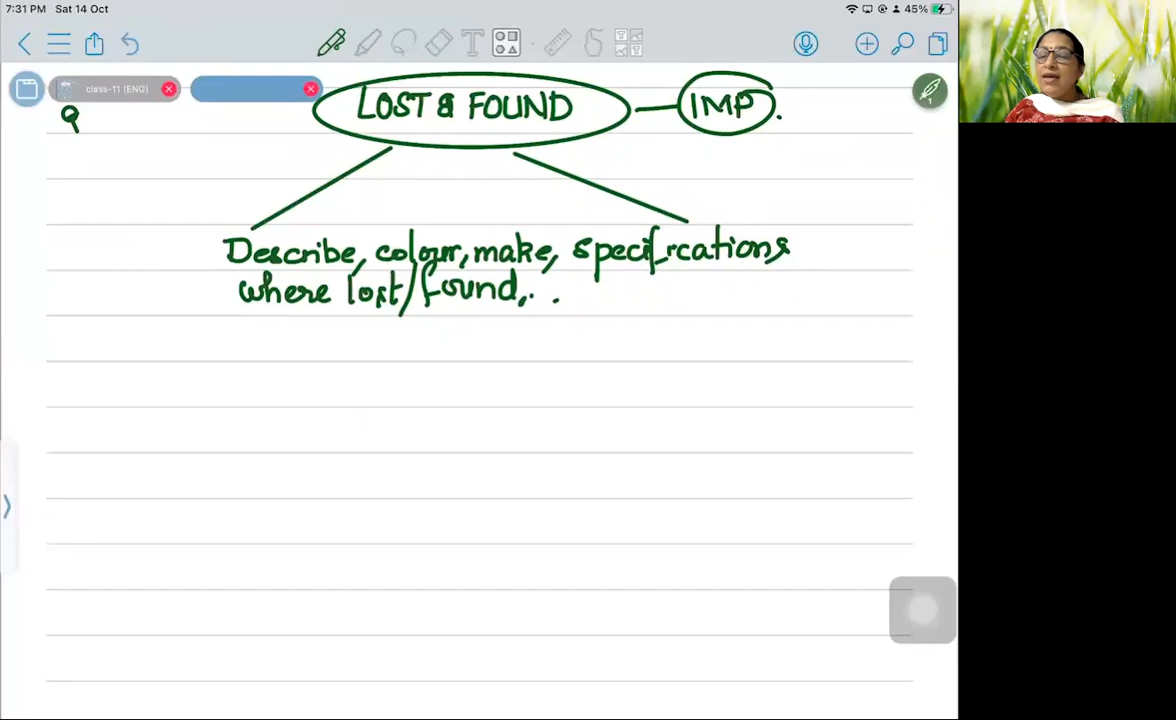 7:31 PM Sat 14 Oct 45%
class-11 (ENG)
LOST & FOUND — IMP.
Describe, colour, make, specifications
where lost/found,. .